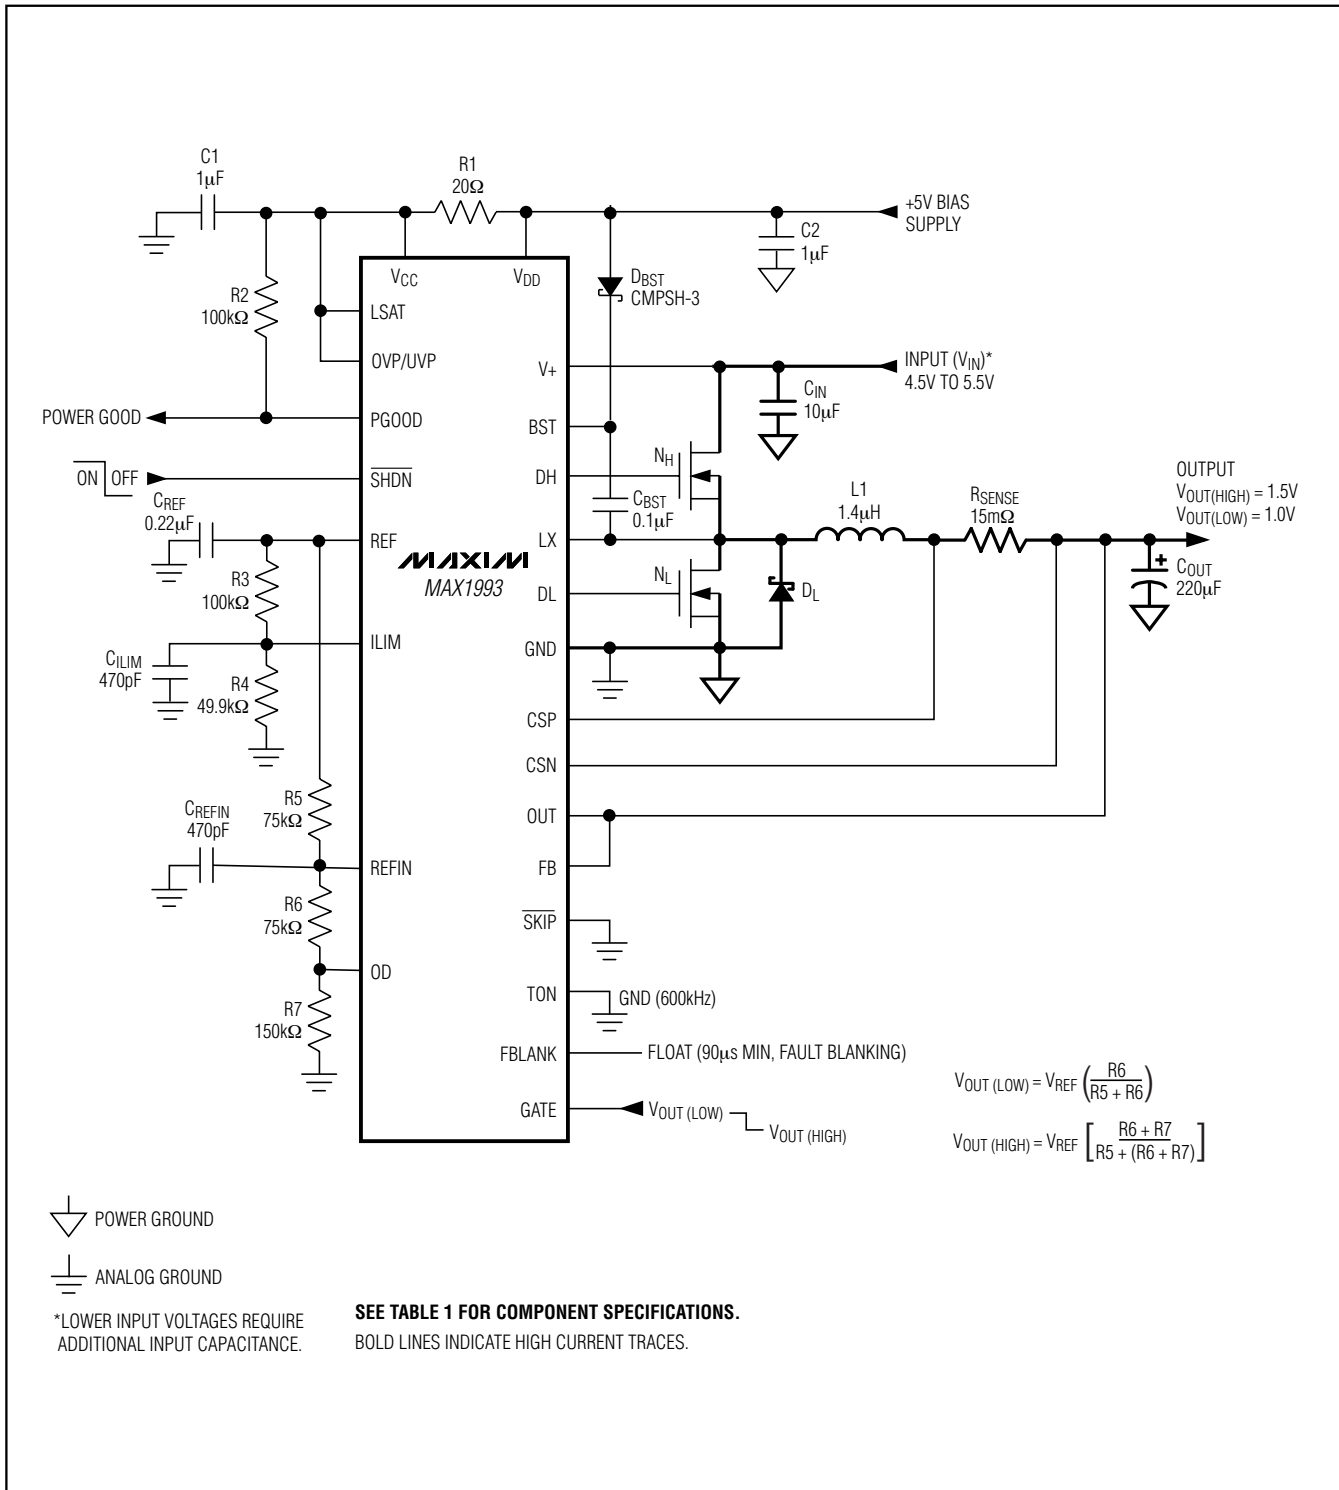 C1
1μF
R1
20Ω
+5V BIAS
SUPPLY
C2
1μF
VCC
VDD
DBST
CMPSH-3
R2
100kΩ
LSAT
OVP/UVP
V+
INPUT (VIN)*
4.5V TO 5.5V
CIN
10μF
POWER GOOD
PGOOD
BST
ON OFF
SHDN
DH
NH
CBST
0.1μF
L1
1.4μH
RSENSE
15mΩ
OUTPUT
VOUT(HIGH) = 1.5V
VOUT(LOW) = 1.0V
CREF
0.22μF
REF
LX
MAXIM
MAX1993
R3
100kΩ
DL
NL
DL
+
COUT
220μF
ILIM
GND
CILIM
470pF
R4
49.9kΩ
CSP
CSN
R5
75kΩ
CREFIN
470pF
OUT
REFIN
FB
R6
75kΩ
SKIP
OD
TON
GND (600kHz)
R7
150kΩ
FBLANK
FLOAT (90μs MIN, FAULT BLANKING)
GATE
VOUT (LOW)
VOUT (HIGH)
VOUT (LOW) = VREF (R6 / R5 + R6)
VOUT (HIGH) = VREF [R6 + R7 / R5 + (R6 + R7)]
POWER GROUND
ANALOG GROUND
*LOWER INPUT VOLTAGES REQUIRE
ADDITIONAL INPUT CAPACITANCE.
SEE TABLE 1 FOR COMPONENT SPECIFICATIONS.
BOLD LINES INDICATE HIGH CURRENT TRACES.